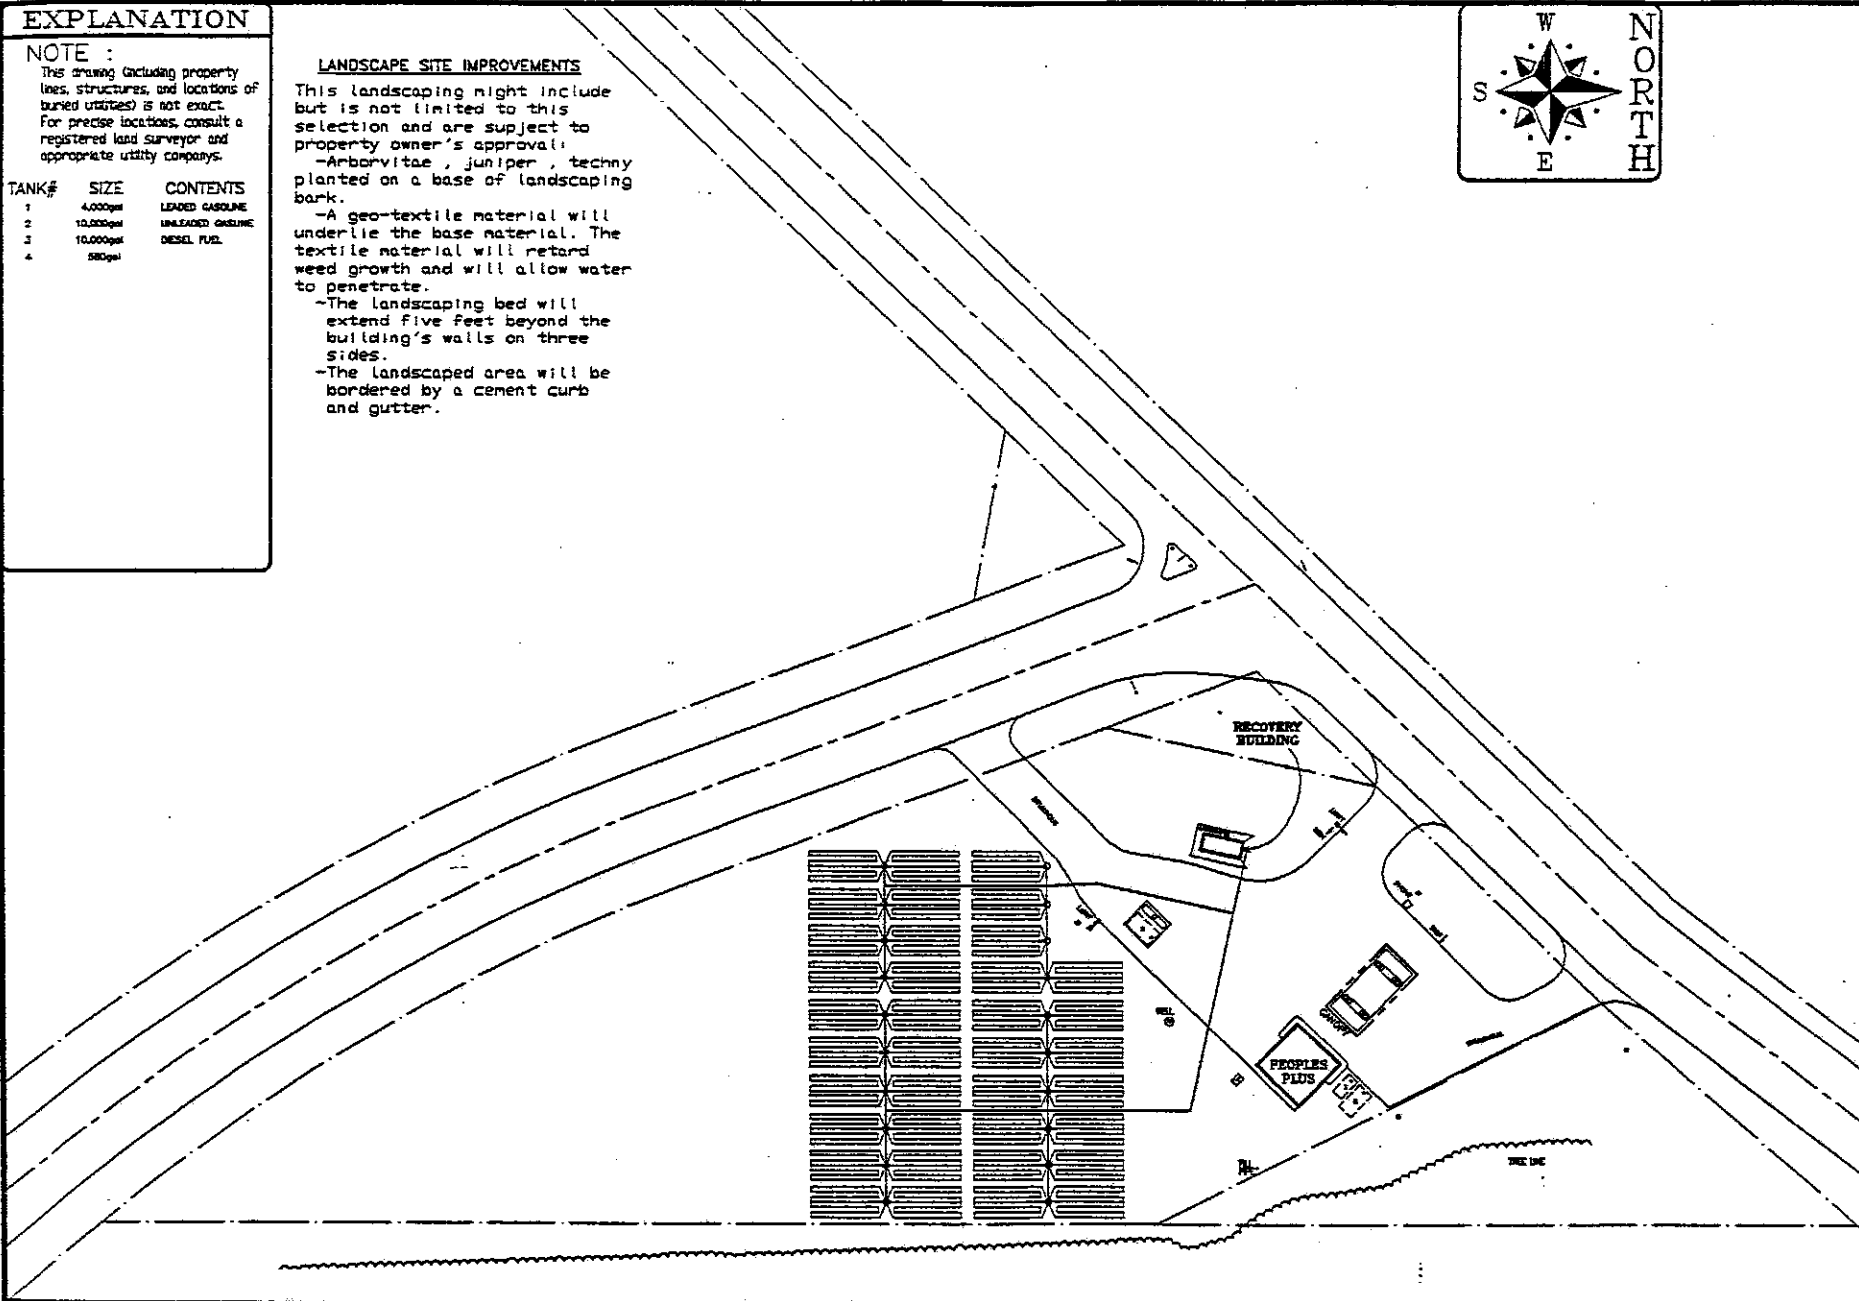 EXPLANATION
NOTE :
This drawing (including property
lines, structures, and locations of
buried utilities) is not exact.
For precise locations, consult a
registered land surveyor and
appropriate utility companys.
TANK# SIZE CONTENTS
1 4,000gal LEADED GASOLINE
2 10,000gal UNLEADED GASLINE
3 10,000gal DESEL FUEL
4 580gal
LANDSCAPE SITE IMPROVEMENTS
This landscaping might include
but is not limited to this
selection and are supject to
property owner's approval:
-Arborvitae , juniper , techny
planted on a base of landscaping
bark.
-A geo-textile material will
underlie the base material. The
textile material will retard
weed growth and will allow water
to penetrate.
-The landscaping bed will
extend five feet beyond the
building's walls on three
sides.
-The landscaped area will be
bordered by a cement curb
and gutter.
W
S
E
NORTH
RECOVERY
BUILDING
WELL
CANOPY
PEOPLES
PLUS
TREE LINE